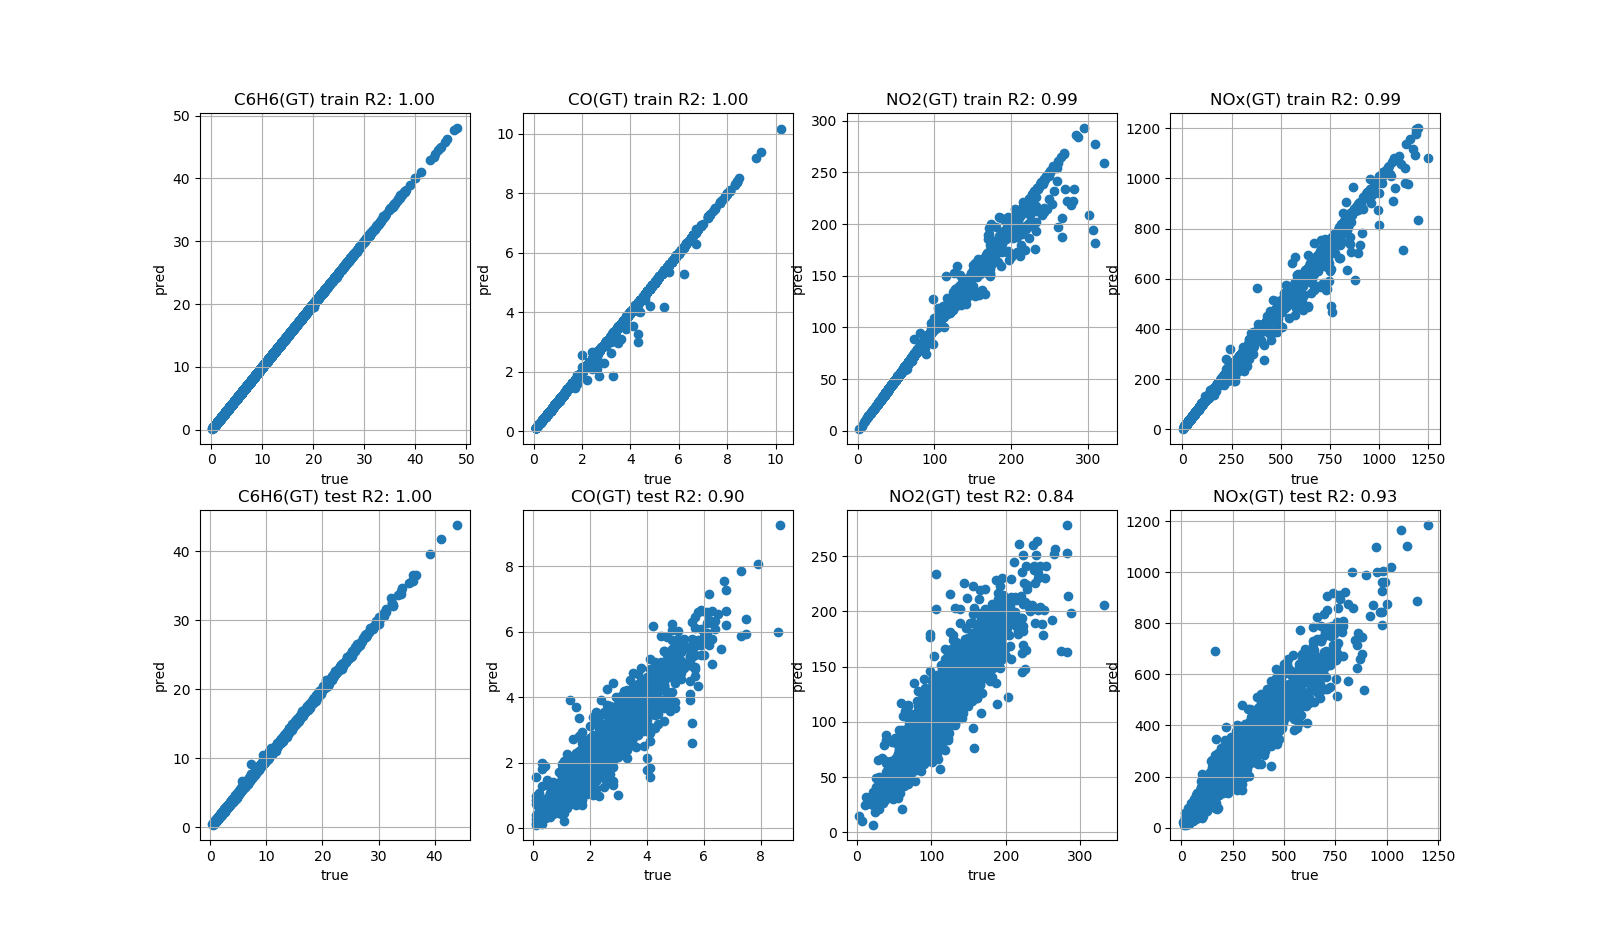 C6H6(GT) train R2: 1.00
50
40
30
20
10
0
pred
0 10 20 30 40 50
true
CO(GT) train R2: 1.00
10
8
6
4
2
0
pred
0 2 4 6 8 10
true
NO2(GT) train R2: 0.99
300
250
200
150
100
50
0
pred
0 100 200 300
true
NOx(GT) train R2: 0.99
1200
1000
800
600
400
200
0
pred
0 250 500 750 1000 1250
true
C6H6(GT) test R2: 1.00
40
30
20
10
0
pred
0 10 20 30 40
true
CO(GT) test R2: 0.90
8
6
4
2
0
pred
0 2 4 6 8
true
NO2(GT) test R2: 0.84
250
200
150
100
50
0
pred
0 100 200 300
true
NOx(GT) test R2: 0.93
1200
1000
800
600
400
200
0
pred
0 250 500 750 1000 1250
true